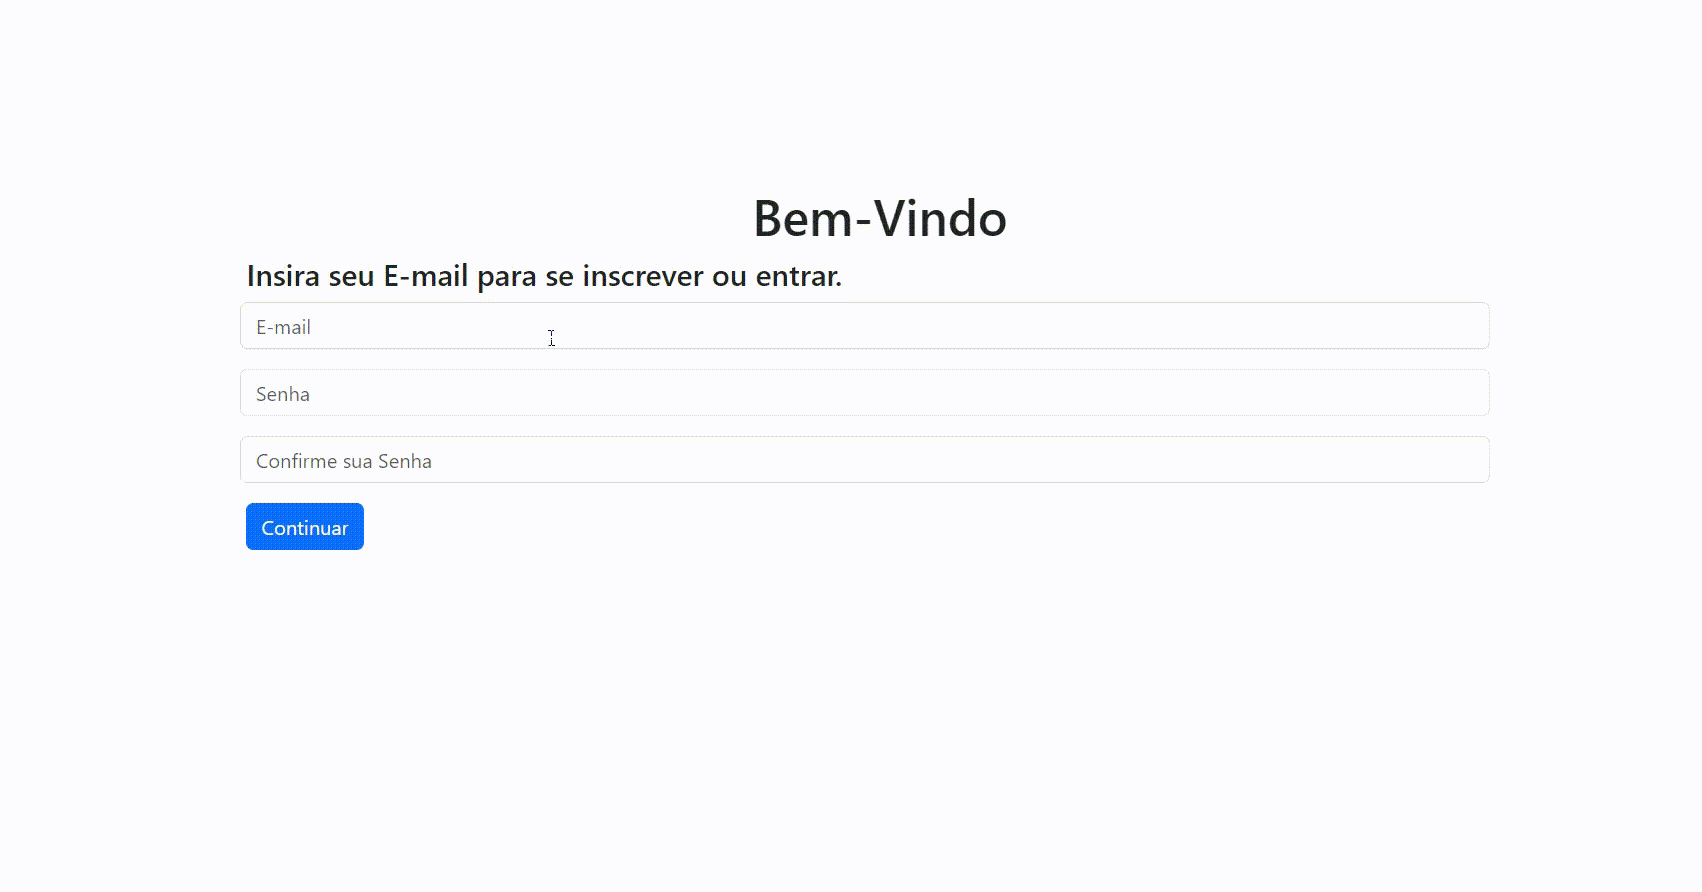 Bem-Vindo
Insira seu E-mail para se inscrever ou entrar.
E-mail
Senha
Confirme sua Senha
Continuar